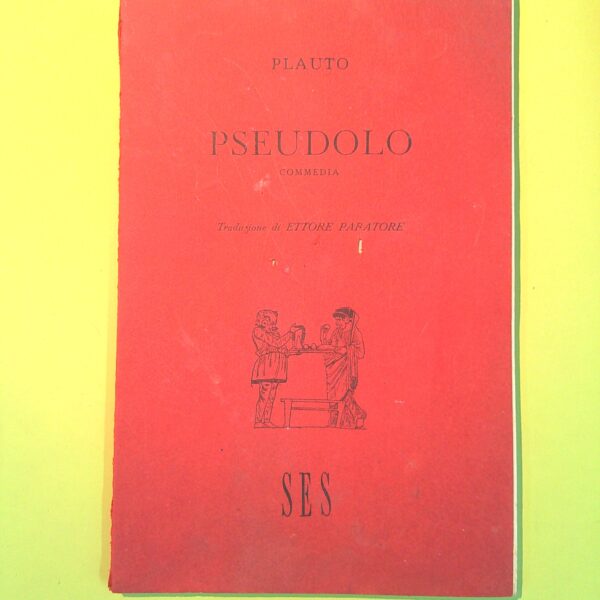 PLAUTO
PSEUDOLO
COMMEDIA
Traduzione di ETTORE PARATORE
SES